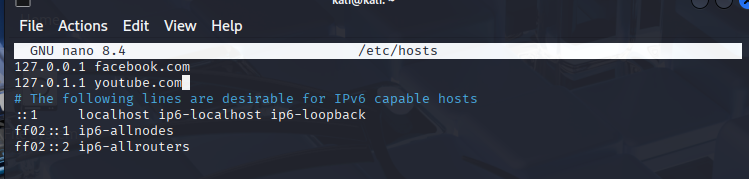 kali@kali: ~
File Actions Edit View Help
GNU nano 8.4 /etc/hosts
127.0.0.1 facebook.com
127.0.1.1 youtube.com
# The following lines are desirable for IPv6 capable hosts
::1 localhost ip6-localhost ip6-loopback
ff02::1 ip6-allnodes
ff02::2 ip6-allrouters